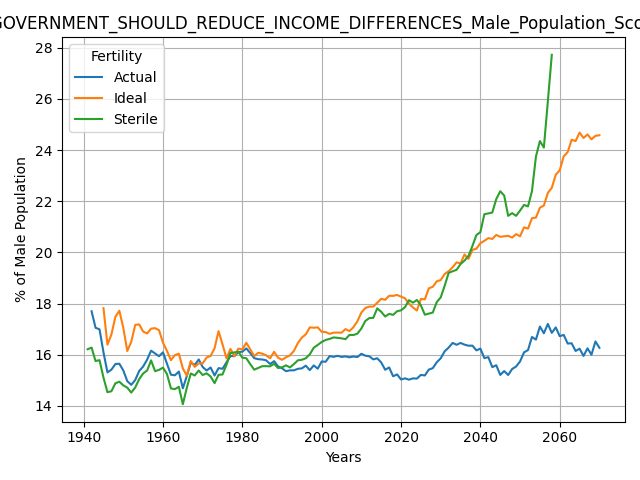 GOVERNMENT_SHOULD_REDUCE_INCOME_DIFFERENCES_Male_Population_Sco
Fertility
Actual
Ideal
Sterile
28
26
24
22
20
18
16
14
% of Male Population
1940 1960 1980 2000 2020 2040 2060
Years